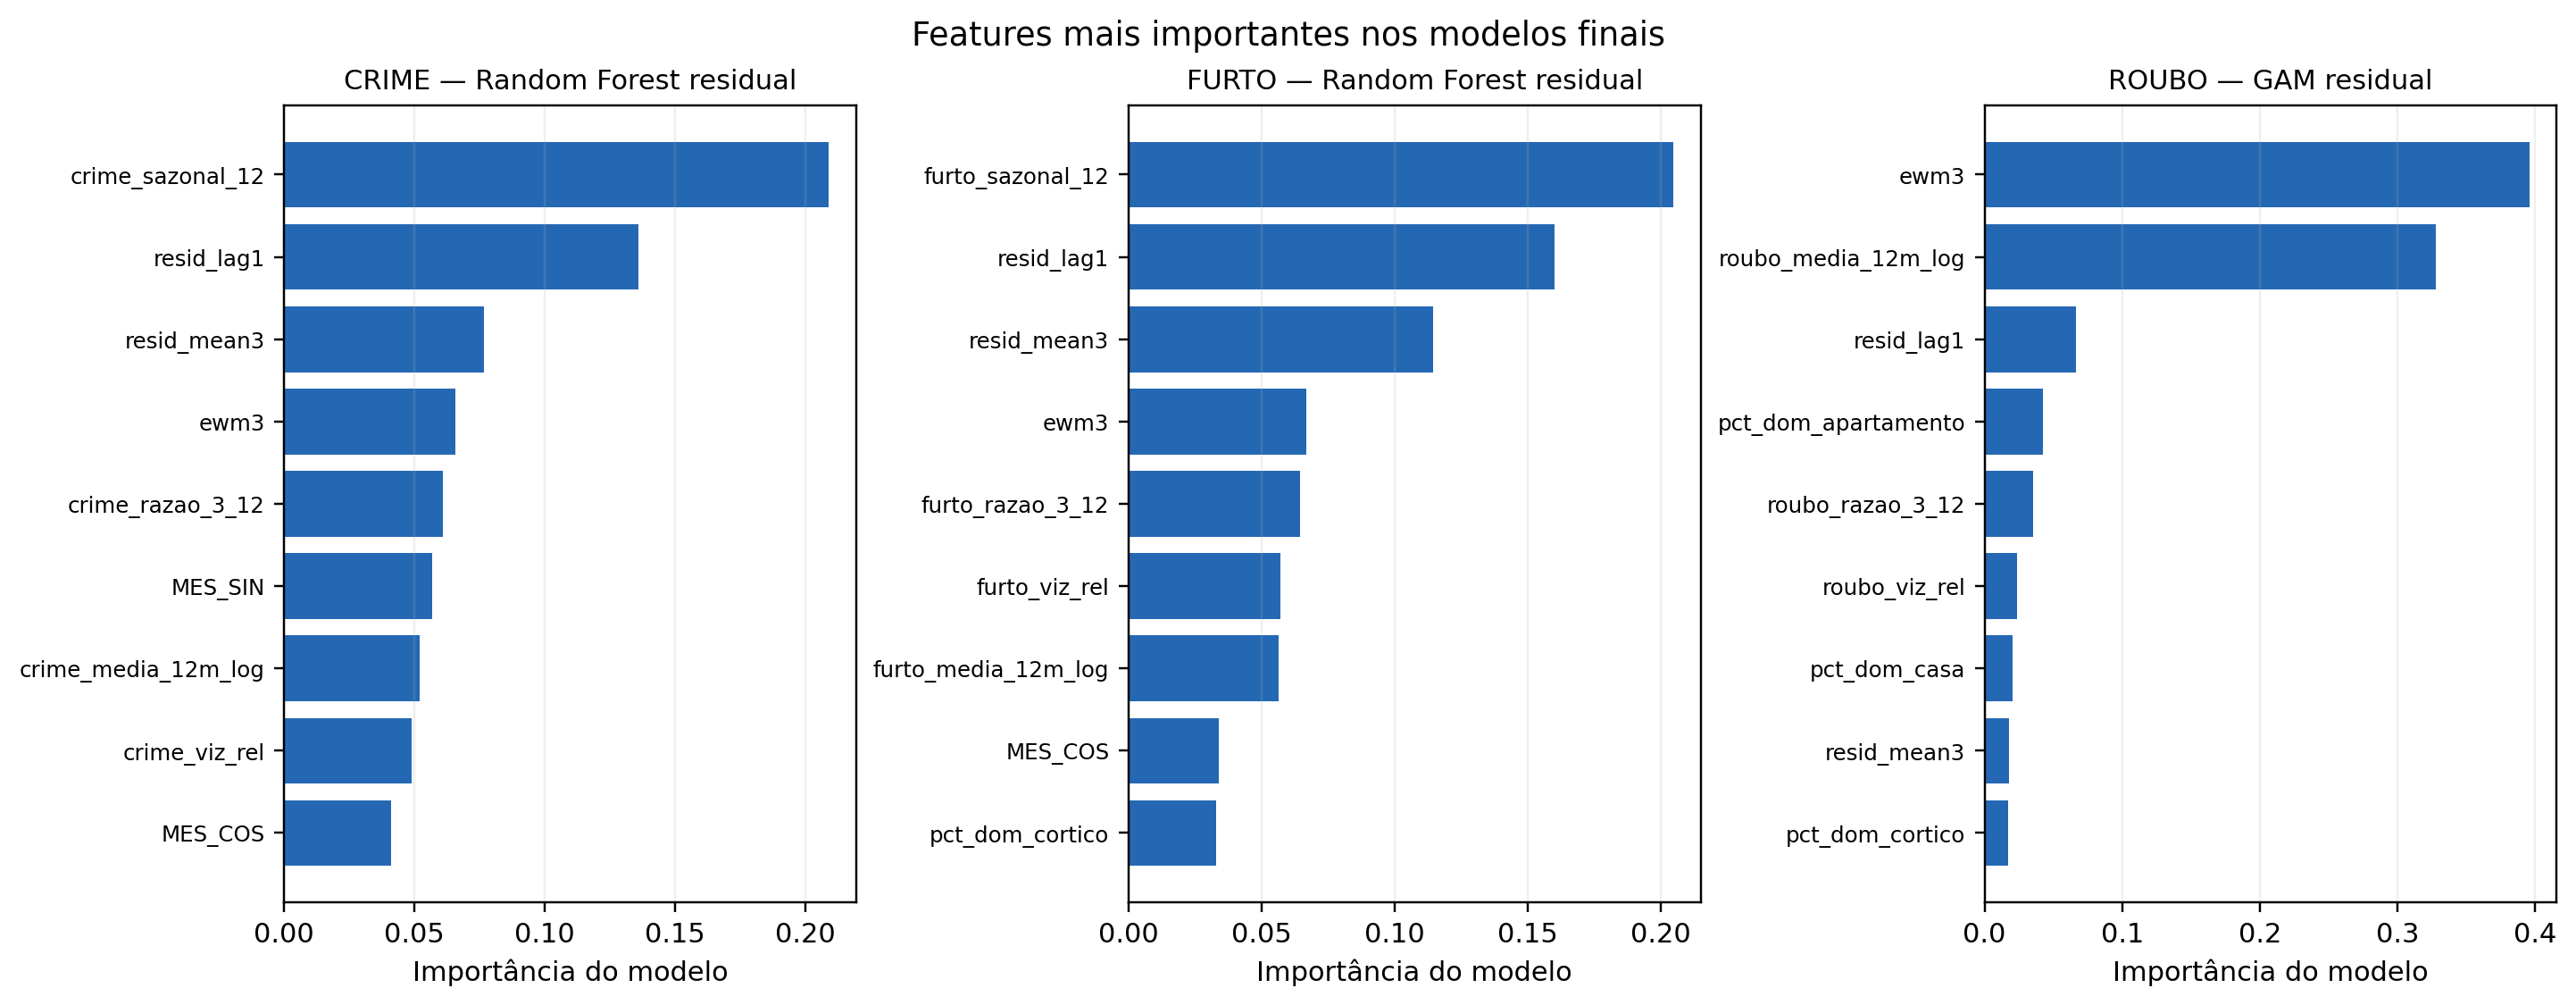 Features mais importantes nos modelos finais
CRIME — Random Forest residual
crime_sazonal_12
resid_lag1
resid_mean3
ewm3
crime_razao_3_12
MES_SIN
crime_media_12m_log
crime_viz_rel
MES_COS
0.00 0.05 0.10 0.15 0.20
Importância do modelo
FURTO — Random Forest residual
furto_sazonal_12
resid_lag1
resid_mean3
ewm3
furto_razao_3_12
furto_viz_rel
furto_media_12m_log
MES_COS
pct_dom_cortico
0.00 0.05 0.10 0.15 0.20
Importância do modelo
ROUBO — GAM residual
ewm3
roubo_media_12m_log
resid_lag1
pct_dom_apartamento
roubo_razao_3_12
roubo_viz_rel
pct_dom_casa
resid_mean3
pct_dom_cortico
0.0 0.1 0.2 0.3 0.4
Importância do modelo